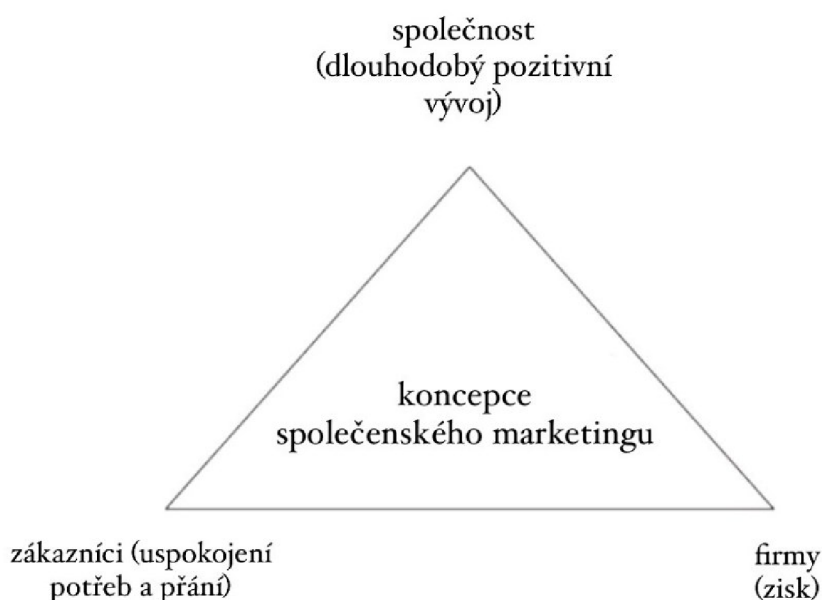 společnost
(dlouhodobý pozitivní
vývoj)
koncepce
společenského marketingu
zákazníci (uspokojení
potřeb a přání)
firmy
(zisk)